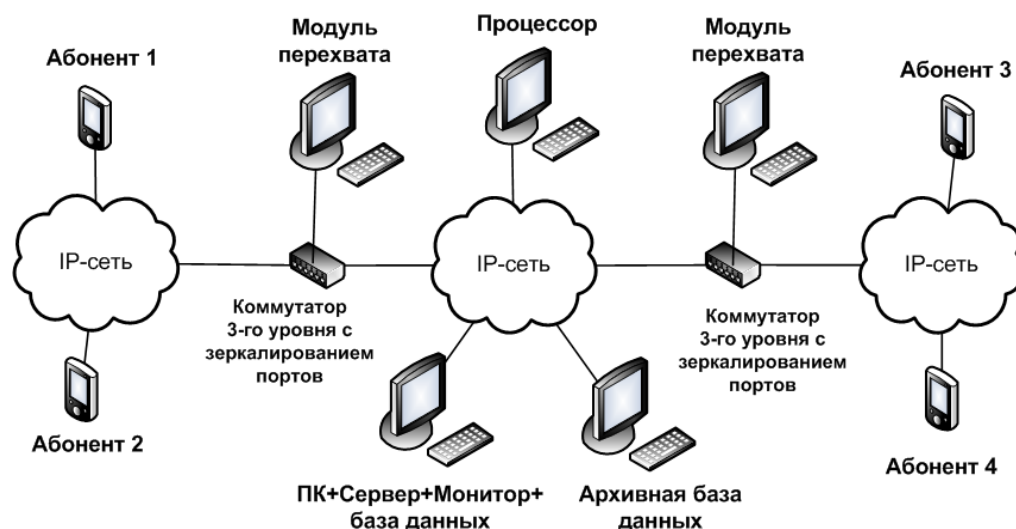 Абонент 1
Модуль
перехвата
Процессор
Модуль
перехвата
Абонент 3
IP-сеть
IP-сеть
IP-сеть
Коммутатор
3-го уровня с
зеркалированием
портов
Коммутатор
3-го уровня с
зеркалированием
портов
Абонент 2
Абонент 4
ПК+Сервер+Монитор+
база данных
Архивная база
данных